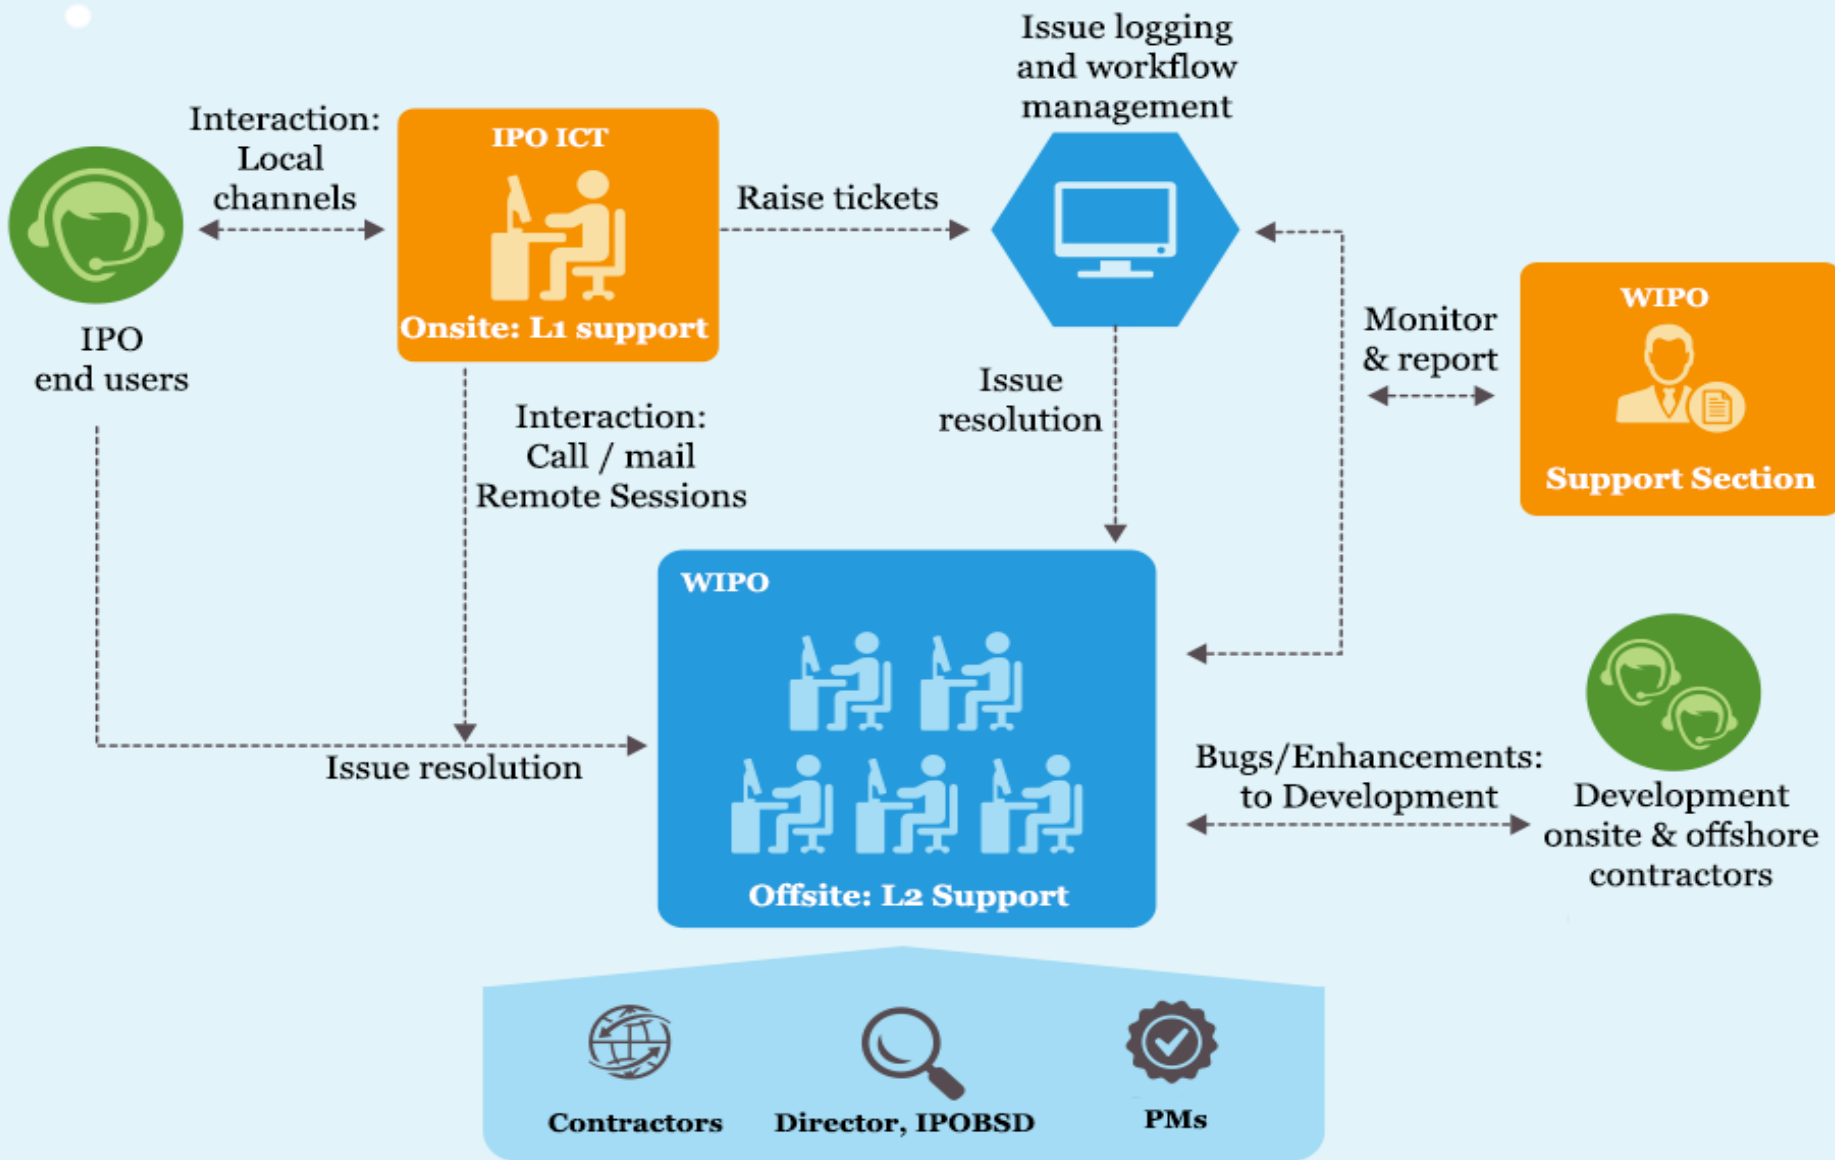 Issue logging
and workflow
management
Interaction:
Local
channels
IPO ICT
Onsite: L1 support
Raise tickets
IPO
end users
WIPO
Support Section
Monitor
& report
Issue
resolution
Interaction:
Call / mail
Remote Sessions
Issue resolution
WIPO
Offsite: L2 Support
Bugs/Enhancements:
to Development
Development
onsite & offshore
contractors
Contractors
Director, IPOBSD
PMs